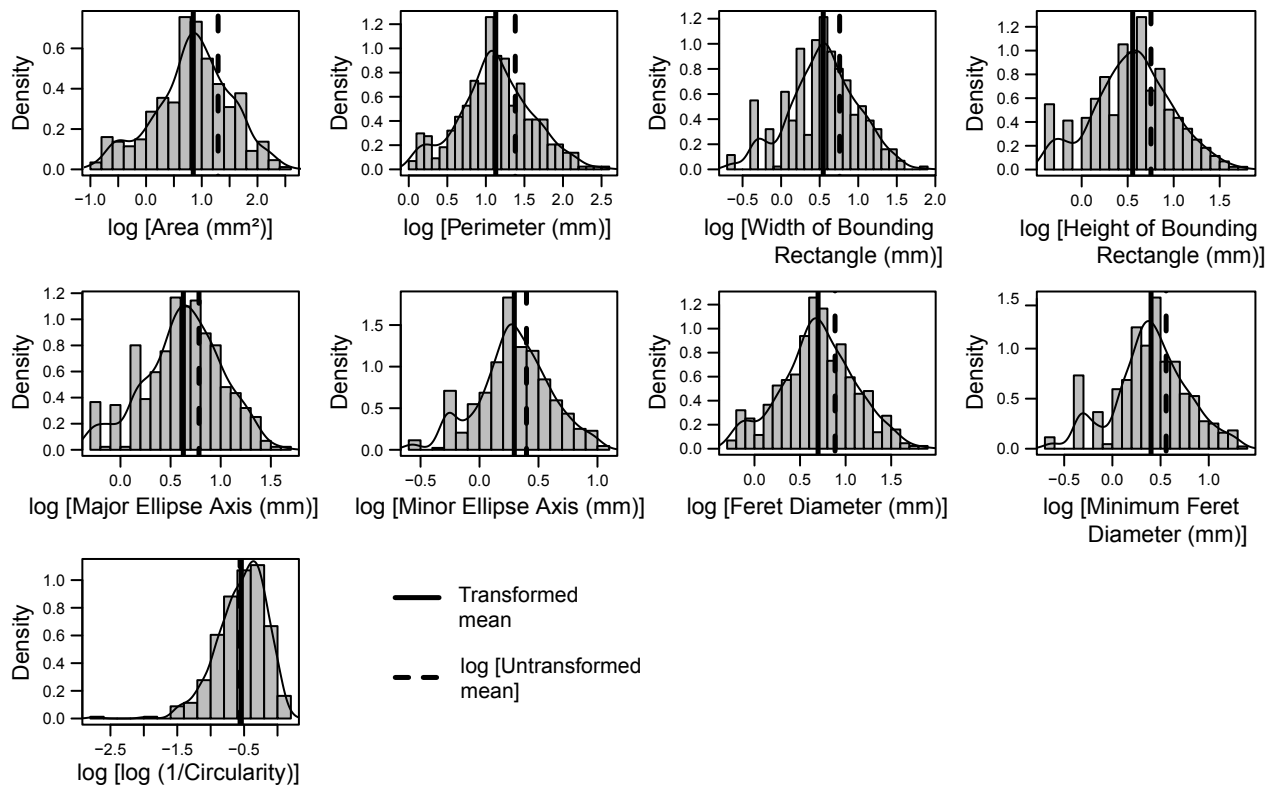 Density
0.6
0.4
0.2
0.0
−1.0 0.0 1.0 2.0
log [Area (mm²)]
Density
1.2
1.0
0.8
0.6
0.4
0.2
0.0
0.0 0.5 1.0 1.5 2.0 2.5
log [Perimeter (mm)]
Density
1.2
1.0
0.8
0.6
0.4
0.2
0.0
−0.5 0.0 0.5 1.0 1.5 2.0
log [Width of Bounding
Rectangle (mm)]
Density
1.2
1.0
0.8
0.6
0.4
0.2
0.0
0.0 0.5 1.0 1.5
log [Height of Bounding
Rectangle (mm)]
Density
1.2
1.0
0.8
0.6
0.4
0.2
0.0
0.0 0.5 1.0 1.5
log [Major Ellipse Axis (mm)]
Density
1.5
1.0
0.5
0.0
−0.5 0.0 0.5 1.0
log [Minor Ellipse Axis (mm)]
Density
1.2
1.0
0.8
0.6
0.4
0.2
0.0
0.0 0.5 1.0 1.5
log [Feret Diameter (mm)]
Density
1.5
1.0
0.5
0.0
−0.5 0.0 0.5 1.0
log [Minimum Feret
Diameter (mm)]
Density
1.0
0.8
0.6
0.4
0.2
0.0
−2.5 −1.5 −0.5
log [log (1/Circularity)]
Transformed
mean
log [Untransformed
mean]